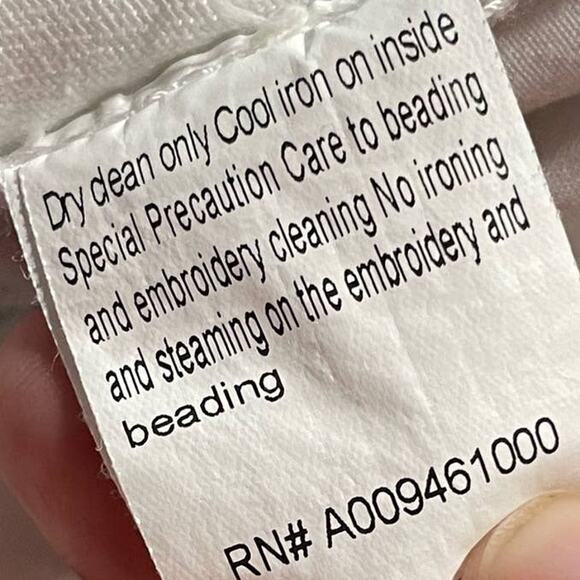 Dry clean only Cool iron on inside
Special Precaution Care to beading
and embroidery cleaning No ironing
and steaming on the embroidery and
beading
RN# A009461000